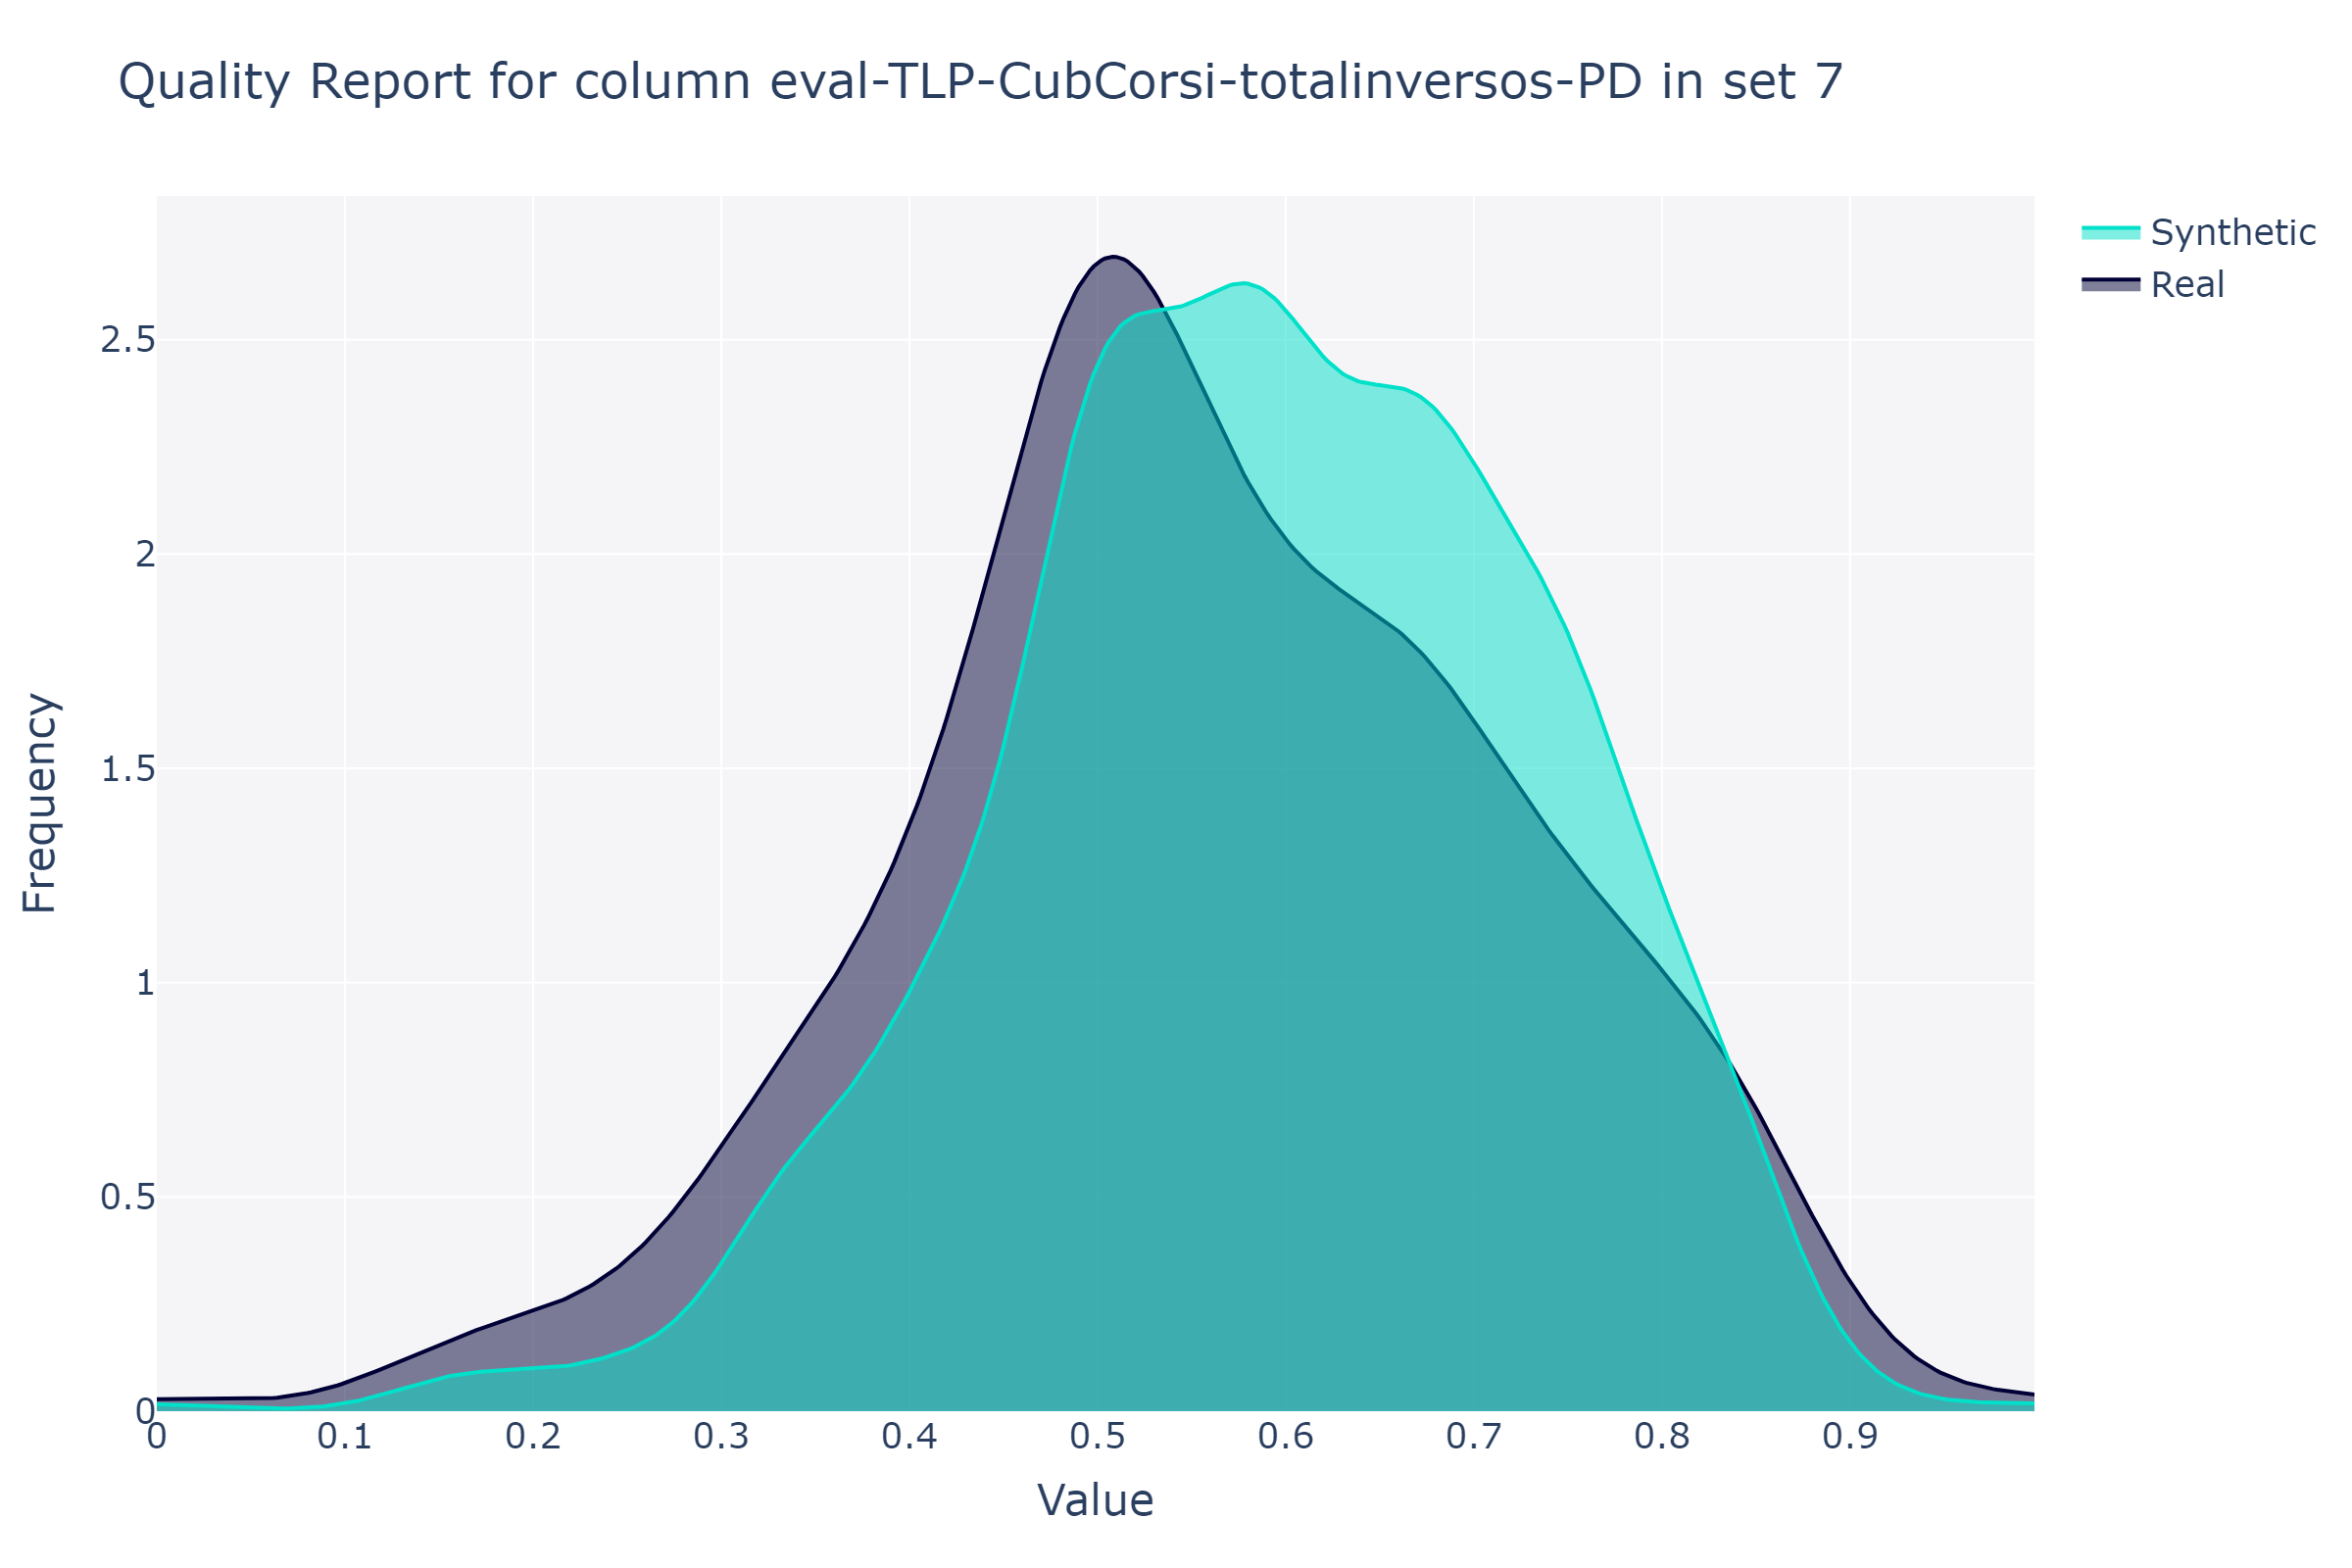 Quality Report for column eval-TLP-CubCorsi-totalinversos-PD in set 7
Synthetic
Real
2.5
2
1.5
1
0.5
0
Frequency
0 0.1 0.2 0.3 0.4 0.5 0.6 0.7 0.8 0.9
Value